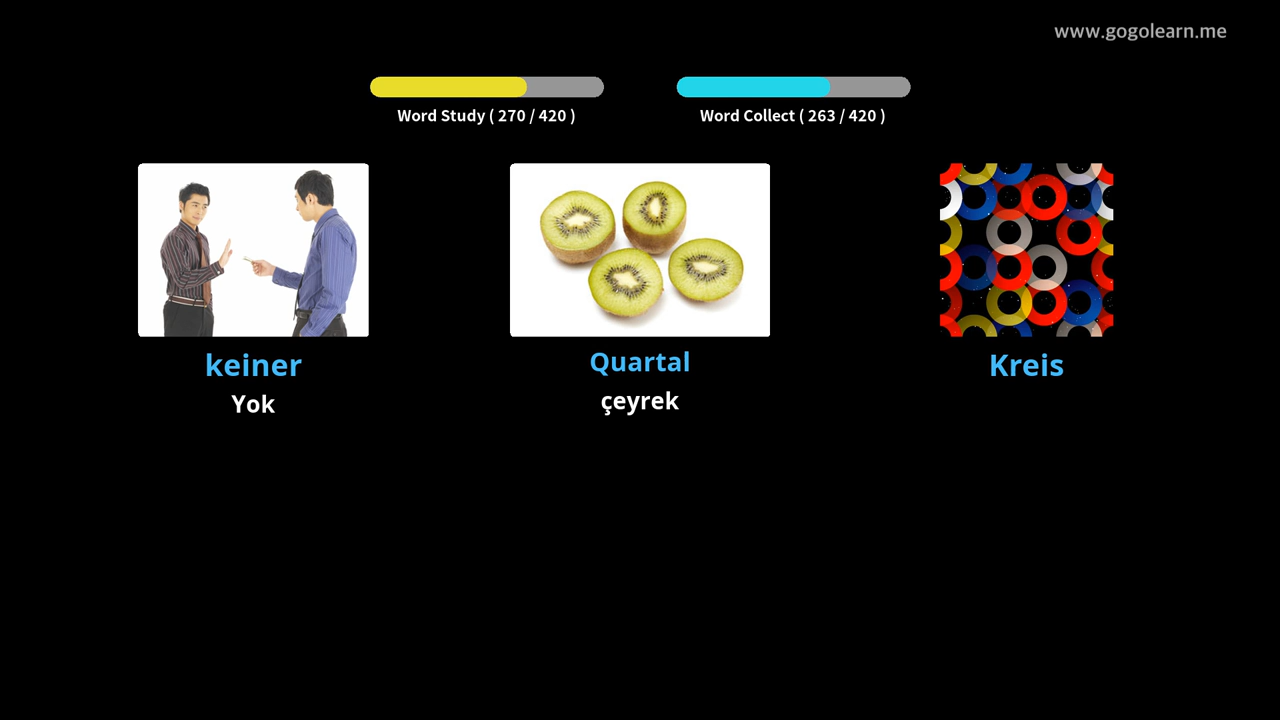 www.gogolearn.me
Word Study ( 270 / 420 )
Word Collect ( 263 / 420 )
keiner
Yok
Quartal
çeyrek
Kreis